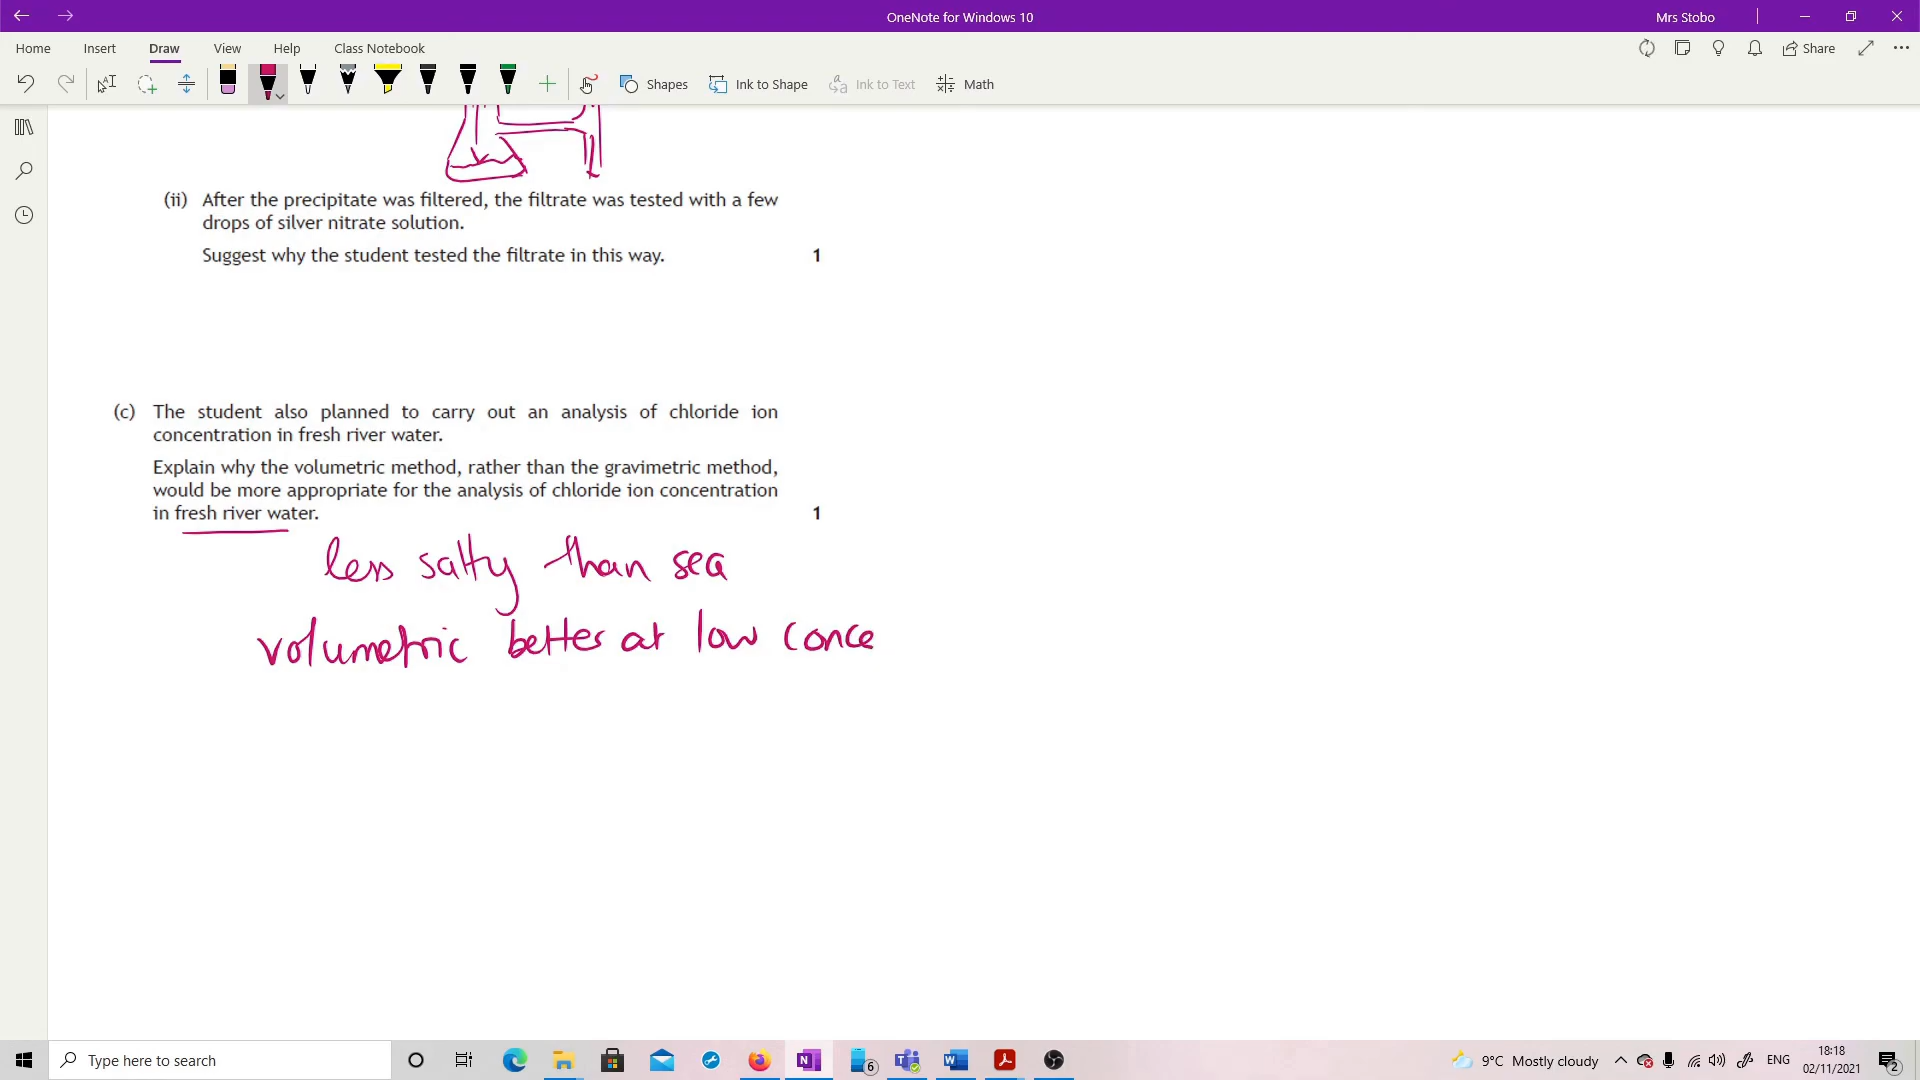 OneNote for Windows 10
Mrs Stobo
Home Insert Draw View Help Class Notebook
Share
Shapes Ink to Shape Ink to Text Math
(ii) After the precipitate was filtered, the filtrate was tested with a few
drops of silver nitrate solution.
Suggest why the student tested the filtrate in this way. 1
(c) The student also planned to carry out an analysis of chloride ion
concentration in fresh river water.
Explain why the volumetric method, rather than the gravimetric method,
would be more appropriate for the analysis of chloride ion concentration
in fresh river water. 1
less salty than sea
volumetric better at low conce
Type here to search
6
9°C Mostly cloudy
ENG
18:18
02/11/2021
2